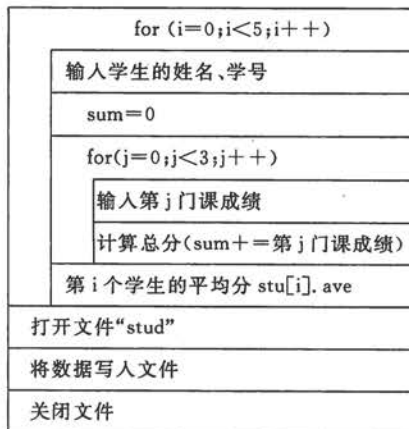 for (i=0;i<5;i++)
输入学生的姓名、学号
sum=0
for(j=0;j<3;j++)
输入第j门课成绩
计算总分(sum+=第j门课成绩)
第i个学生的平均分 stu[i]. ave
打开文件“stud”
将数据写人文件
关闭文件